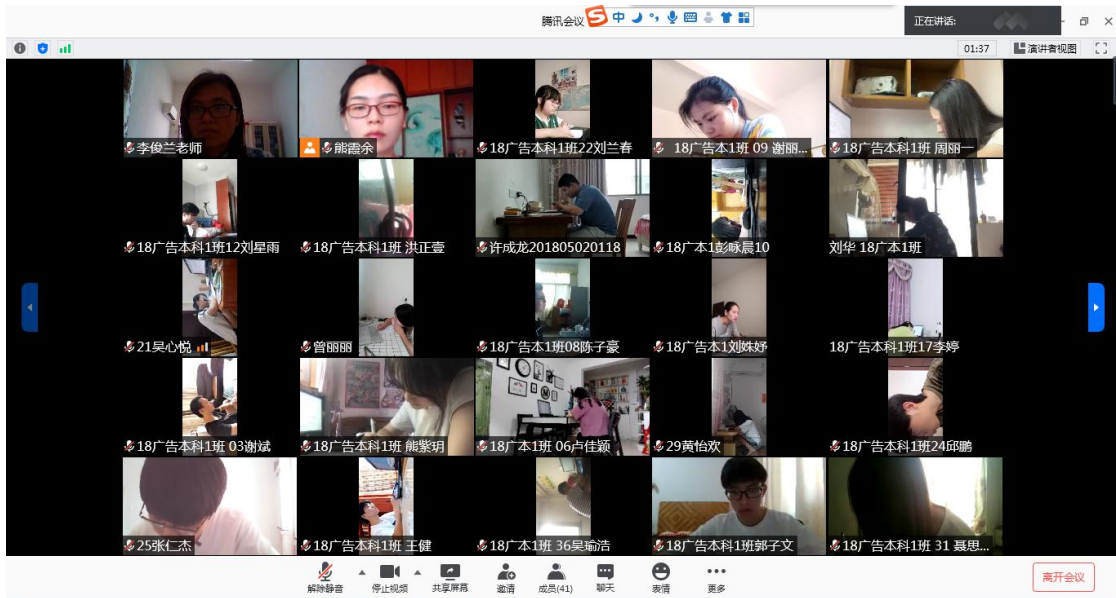 腾讯会议
中
正在讲话:
01:37
演讲者视图
李俊兰老师
熊霞余
18广告本科1班22刘兰春
18广告本1班 09 谢丽...
18广告本科1班 周丽一
18广告本科1班12刘星雨
18广告本科1班 洪正壹
许成龙201805020118
18广本1彭咏晨10
刘华 18广本1班
21吴心悦
曾丽丽
18广告本1班08陈子豪
18广告本1刘姝妤
18广告本科1班17李婷
18广告本科1班 03谢斌
18广告本科1班 熊紫玥
18广本1班 06卢佳颖
29黄怡欢
18广告本科1班24邱鹏
25张仁杰
18广告本科1班 王健
18广本1班 36吴瑜浩
18广告本科1班郭子文
18广告本科1班 31 聂思...
解除静音
停止视频
共享屏幕
邀请
成员(41)
聊天
表情
更多
离开会议